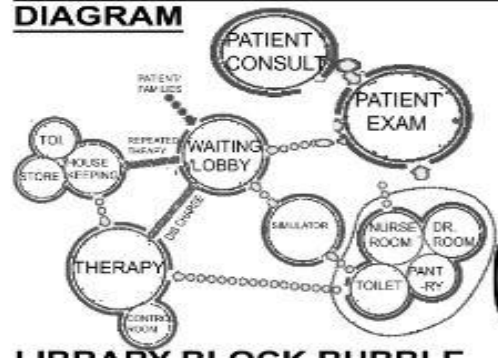 DIAGRAM
PATIENT
CONSULT
PATIENT/
FAMILIES
PATIENT
EXAM
TOI.
REPEATED
THERAPY
WAITING
LOBBY
HOUSE
KEEPING
STORE
DISCHARGE
SIMULATOR
NURSE
ROOM
DR.
ROOM
THERAPY
TOILET
PANT
-RY
CONTROL
ROOM
LIBRARY BLOCK BUBBLE